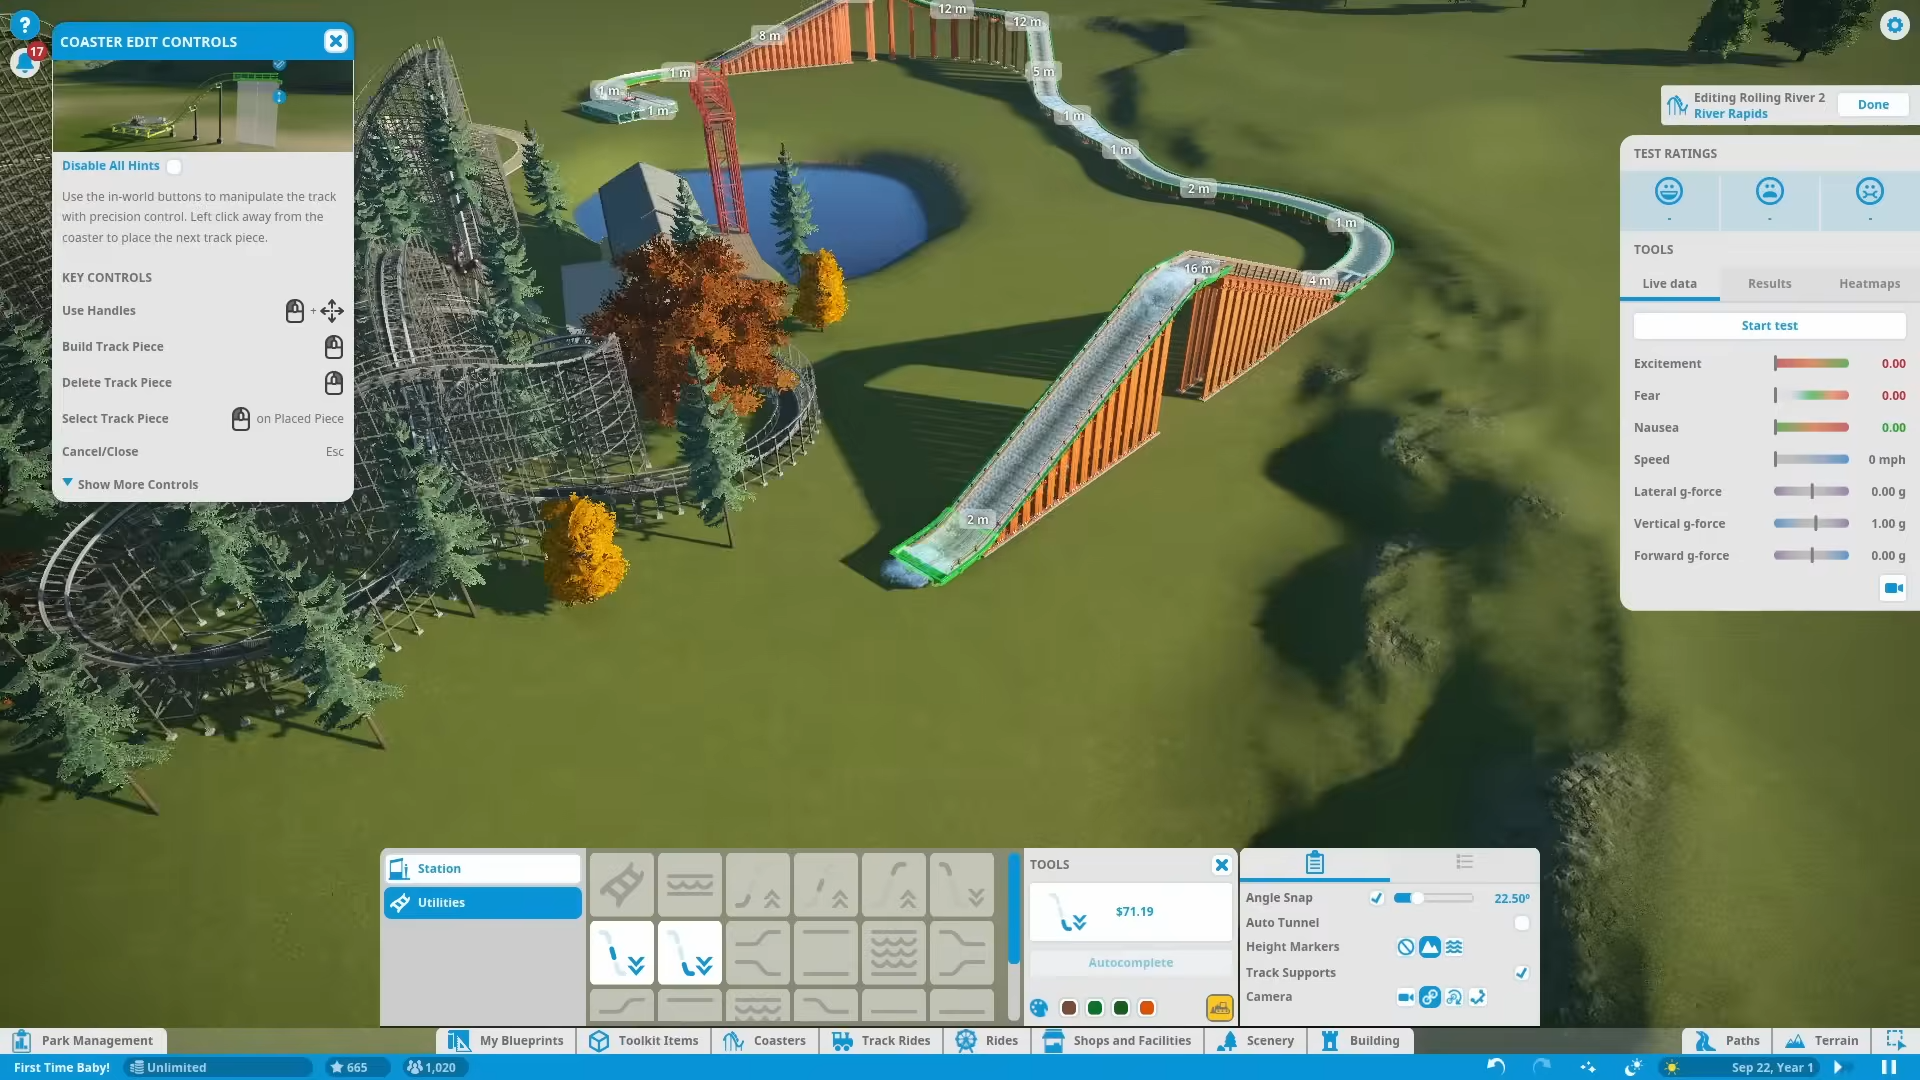 ?
17
COASTER EDIT CONTROLS
Disable All Hints
Use the in-world buttons to manipulate the track
with precision control. Left click away from the
coaster to place the next track piece.
KEY CONTROLS
Use Handles +
Build Track Piece
Delete Track Piece
Select Track Piece on Placed Piece
Cancel/Close Esc
Show More Controls
12 m
12 m
8 m
5 m
1 m
1 m
1 m
1 m
1 m
2 m
1 m
16 m
4 m
2 m
Editing Rolling River 2
River Rapids
Done
TEST RATINGS
- - -
TOOLS
Live data Results Heatmaps
Start test
Excitement 0.00
Fear 0.00
Nausea 0.00
Speed 0 mph
Lateral g-force 0.00 g
Vertical g-force 1.00 g
Forward g-force 0.00 g
Station
Utilities
TOOLS
$71.19
Autocomplete
Angle Snap 22.50°
Auto Tunnel
Height Markers
Track Supports
Camera
Park Management
My Blueprints
Toolkit Items
Coasters
Track Rides
Rides
Shops and Facilities
Scenery
Building
Paths
Terrain
First Time Baby!
Unlimited
665
1,020
Sep 22, Year 1